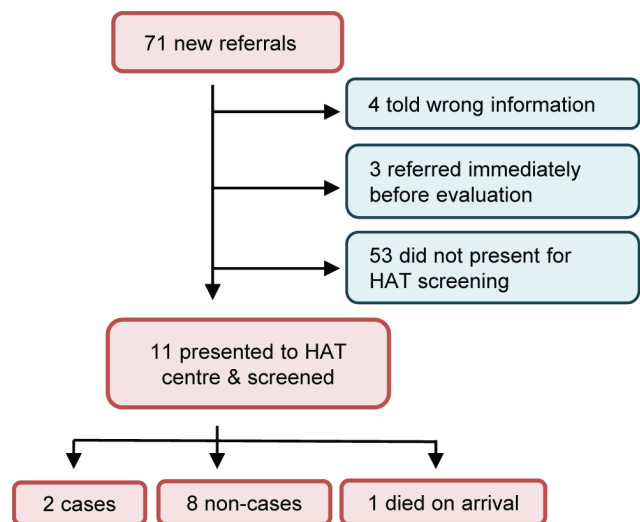 71 new referrals
4 told wrong information
3 referred immediately
before evaluation
53 did not present for
HAT screening
11 presented to HAT
centre & screened
2 cases
8 non-cases
1 died on arrival